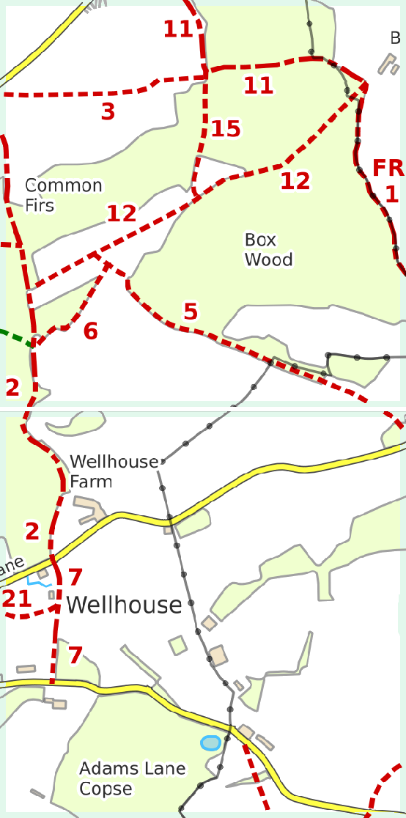 11
B
11
3
15
FR
1
12
Common
Firs
12
Box
Wood
5
6
2
Wellhouse
Farm
2
ane
7
21
Wellhouse
7
Adams Lane
Copse